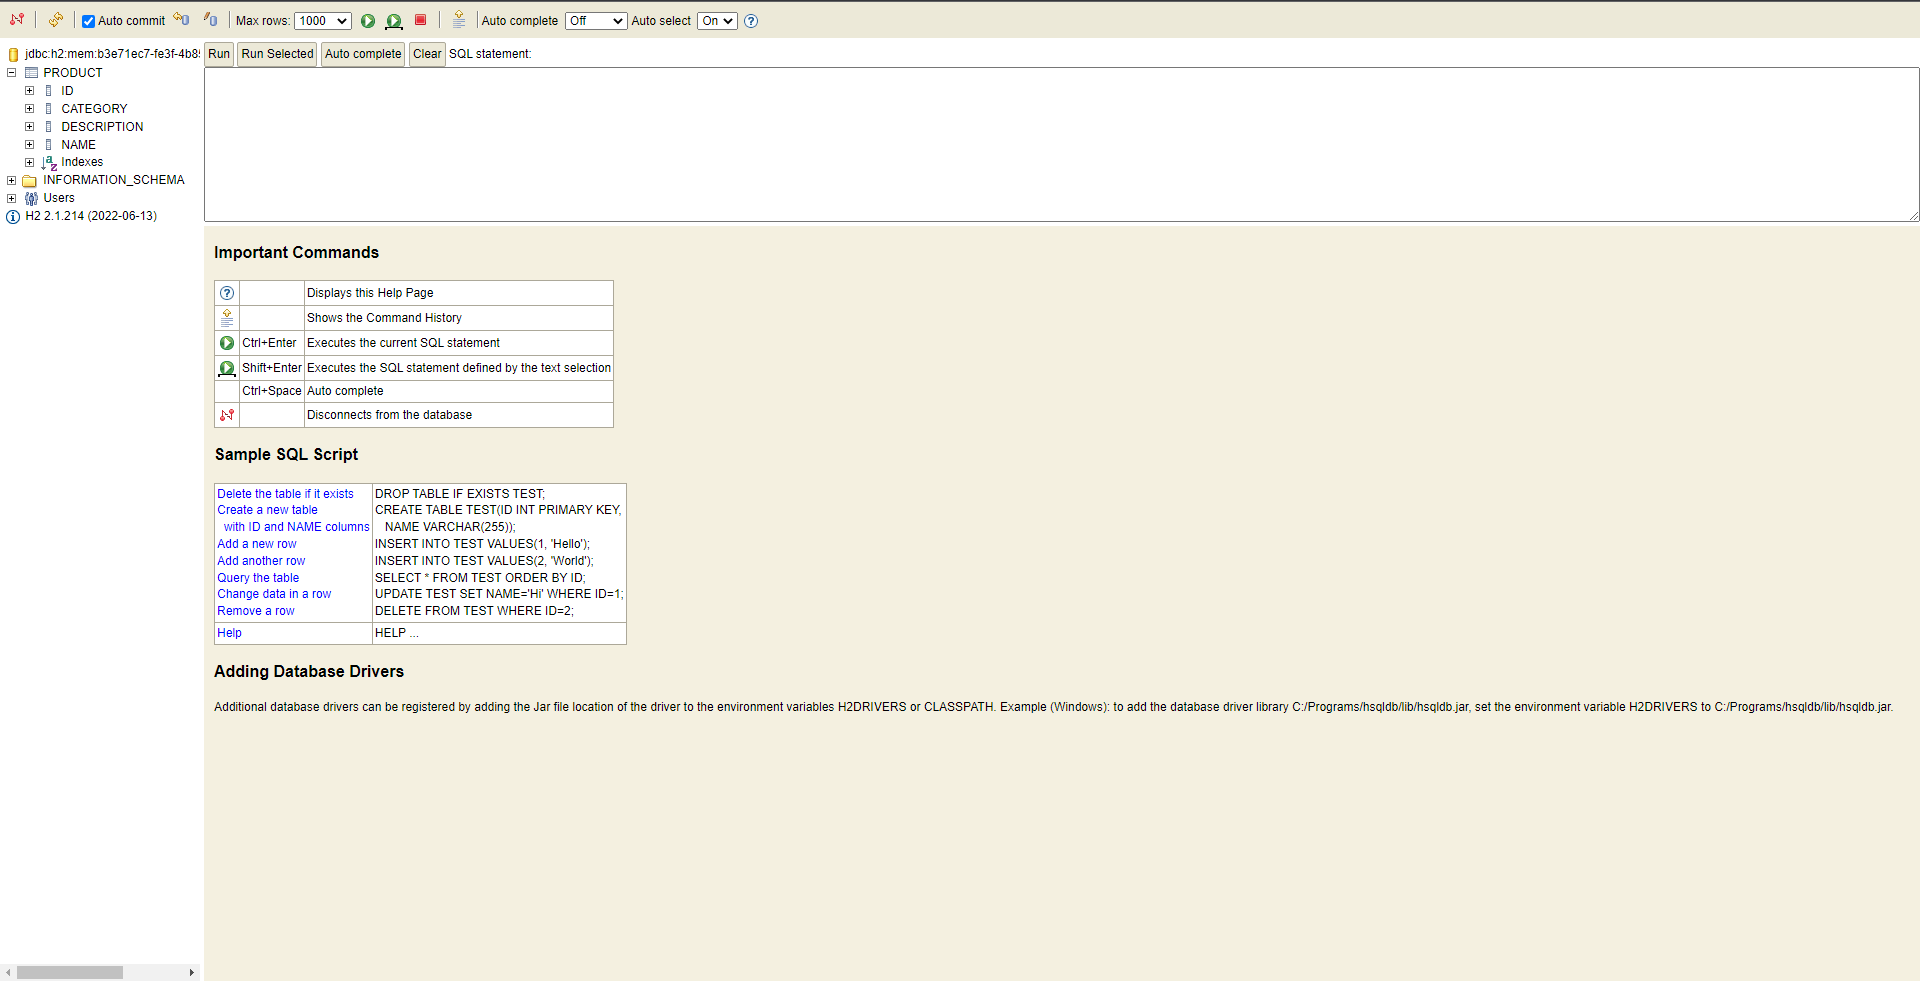 Auto commit Max rows: 1000 Auto complete Off Auto select On
jdbc:h2:mem:b3e71ec7-fe3f-4b8
PRODUCT
ID
CATEGORY
DESCRIPTION
NAME
Indexes
INFORMATION_SCHEMA
Users
H2 2.1.214 (2022-06-13)
Run Run Selected Auto complete Clear SQL statement:
Important Commands
Displays this Help Page
Shows the Command History
Ctrl+Enter Executes the current SQL statement
Shift+Enter Executes the SQL statement defined by the text selection
Ctrl+Space Auto complete
Disconnects from the database
Sample SQL Script
Delete the table if it exists DROP TABLE IF EXISTS TEST;
Create a new table CREATE TABLE TEST(ID INT PRIMARY KEY,
with ID and NAME columns NAME VARCHAR(255));
Add a new row INSERT INTO TEST VALUES(1, 'Hello');
Add another row INSERT INTO TEST VALUES(2, 'World');
Query the table SELECT * FROM TEST ORDER BY ID;
Change data in a row UPDATE TEST SET NAME='Hi' WHERE ID=1;
Remove a row DELETE FROM TEST WHERE ID=2;
Help HELP ...
Adding Database Drivers
Additional database drivers can be registered by adding the Jar file location of the driver to the environment variables H2DRIVERS or CLASSPATH. Example (Windows): to add the database driver library C:/Programs/hsqldb/lib/hsqldb.jar, set the environment variable H2DRIVERS to C:/Programs/hsqldb/lib/hsqldb.jar.